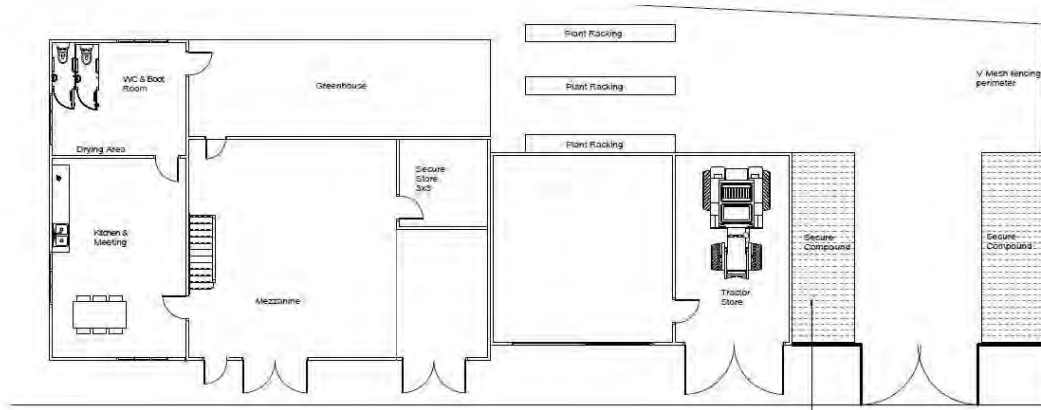 Plant Racking
WC & Boot
Room
Greenhouse
Plant Racking
V Mesh fencing
perimeter
Drying Area
Plant Racking
Secure
Store
3x3
Kitchen &
Meeting
Secure
Compound
Secure
Compound
Tractor
Store
Mezzanine